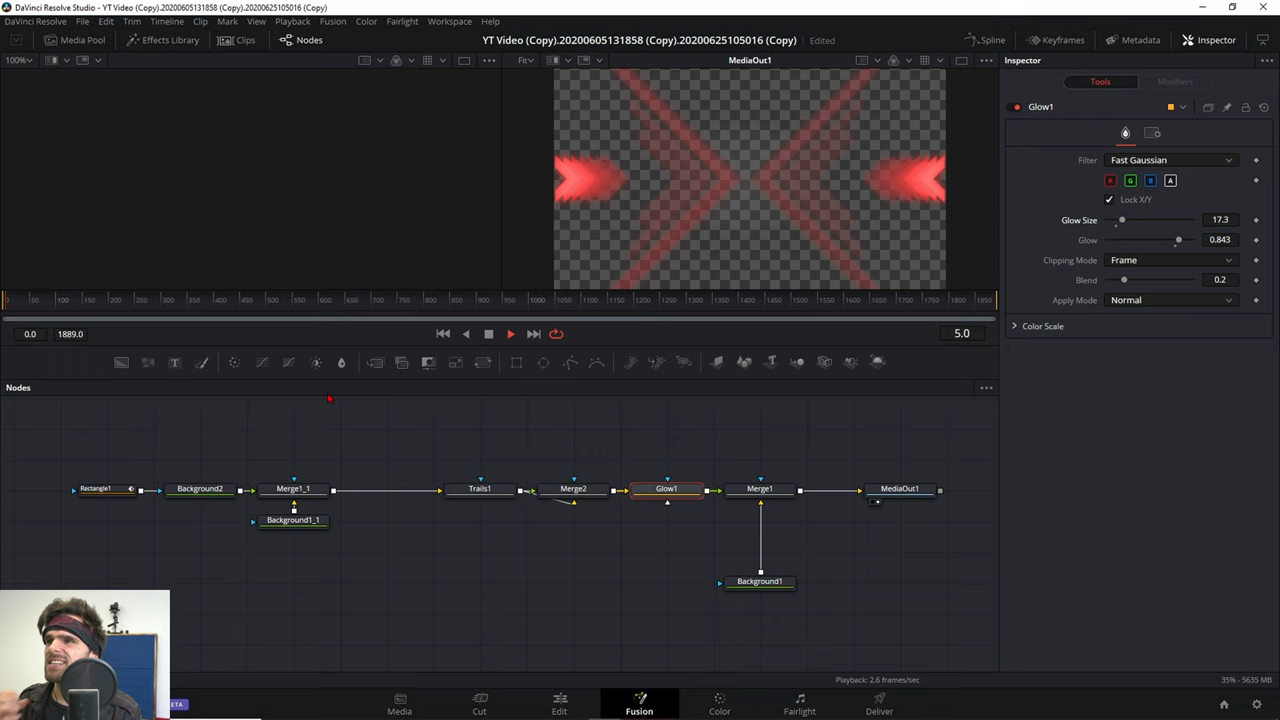 DaVinci Resolve Studio - YT Video (Copy).20200605131858 (Copy).20200625105016 (Copy)
DaVinci Resolve File Edit Trim Timeline Clip Mark View Playback Fusion Color Fairlight Workspace Help
Media Pool Effects Library Clips Nodes YT Video (Copy).20200605131858 (Copy).20200625105016 (Copy) Edited Spline Keyframes Metadata Inspector
100% Fit MediaOut1 Inspector
Tools Modifiers
Glow1
Filter Fast Gaussian
R G B A
Lock X/Y
Glow Size 17.3
Glow 0.843
Clipping Mode Frame
Blend 0.2
Apply Mode Normal
Color Scale
50 100 150 200 250 300 350 400 450 500 550 600 650 700 750 800 850 900 950 1000 1050 1100 1150 1200 1250 1300 1350 1400 1450 1500 1550 1600 1650 1700 1750 1800 1850
0.0 1889.0 5.0
T
Nodes
Rectangle1 Background2 Merge1_1 Trails1 Merge2 Glow1 Merge1 MediaOut1
Background1_1
Background1
Playback: 2.6 frames/sec 35% - 5635 MB
ETA Media Cut Edit Fusion Color Fairlight Deliver